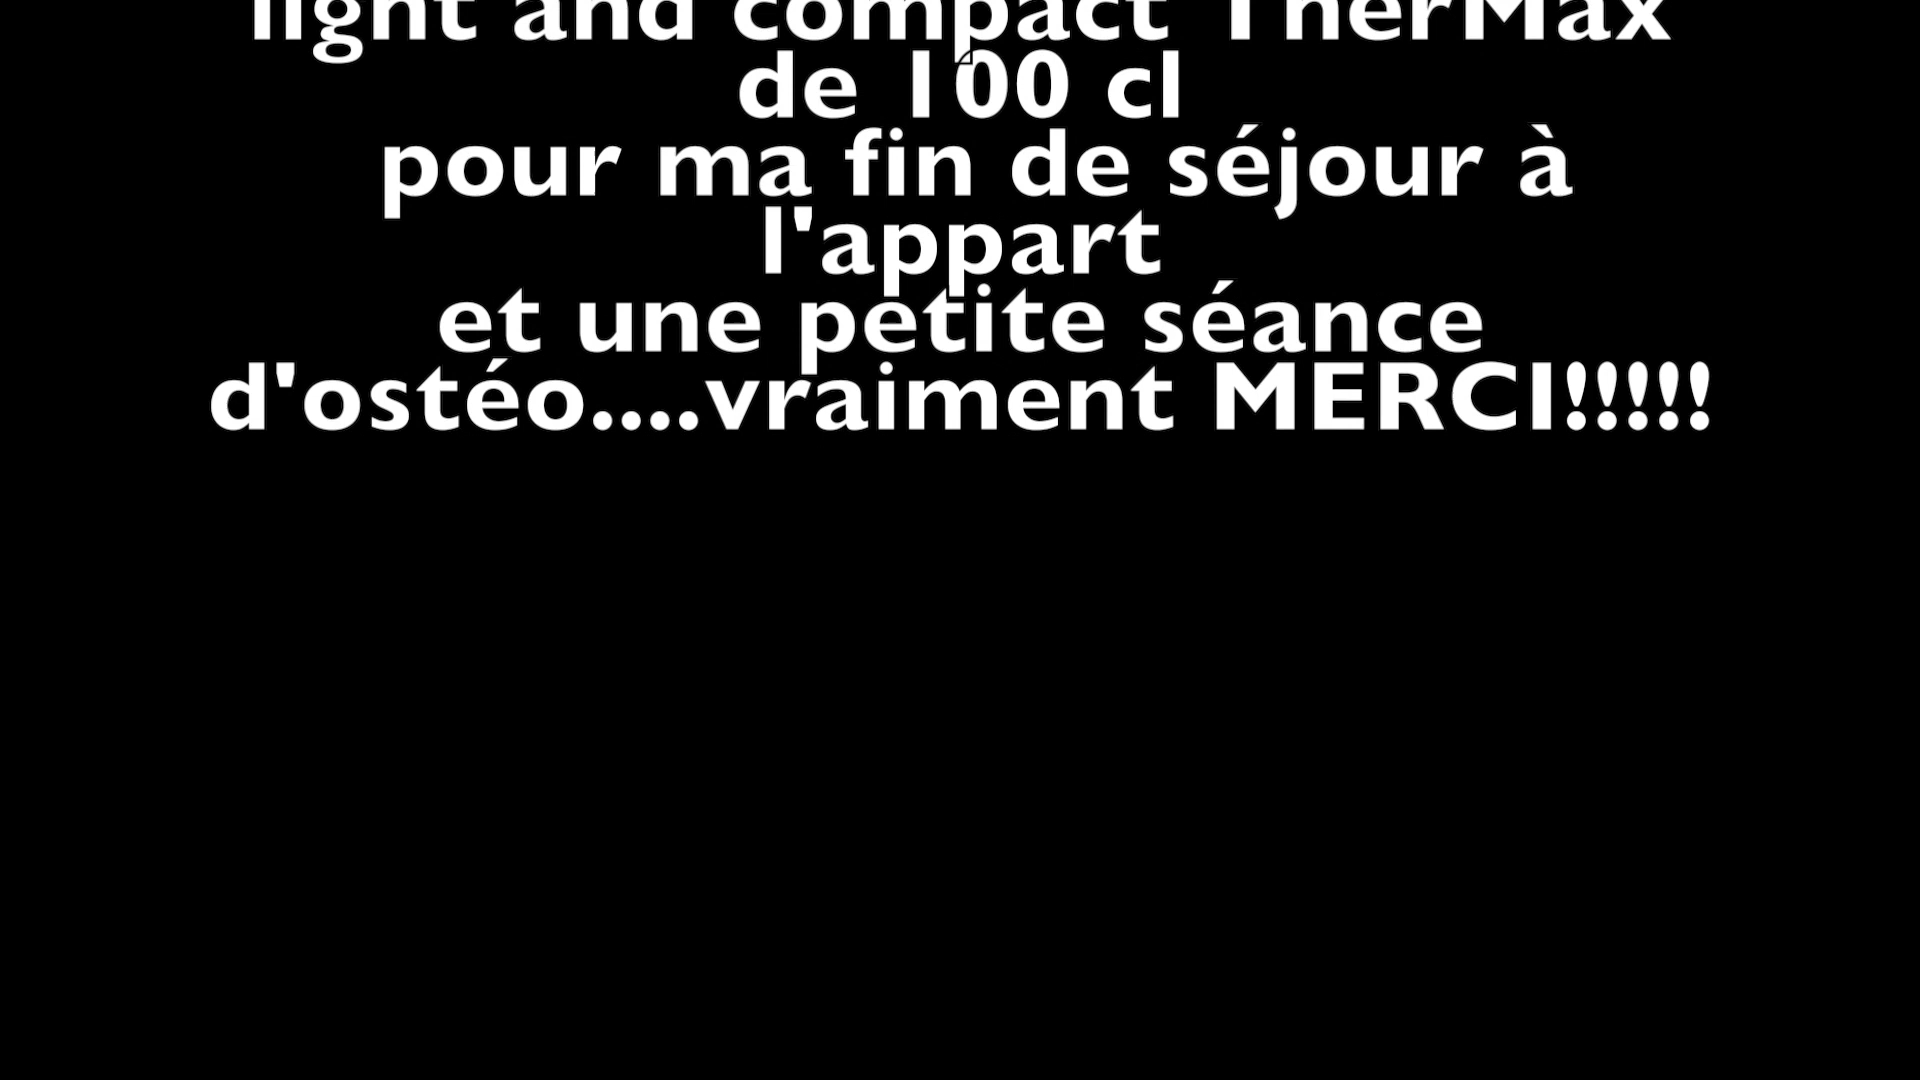 light and compact TherMax
de 100 cl
pour ma fin de séjour à
l'appart
et une petite séance
d'ostéo....vraiment MERCI!!!!!